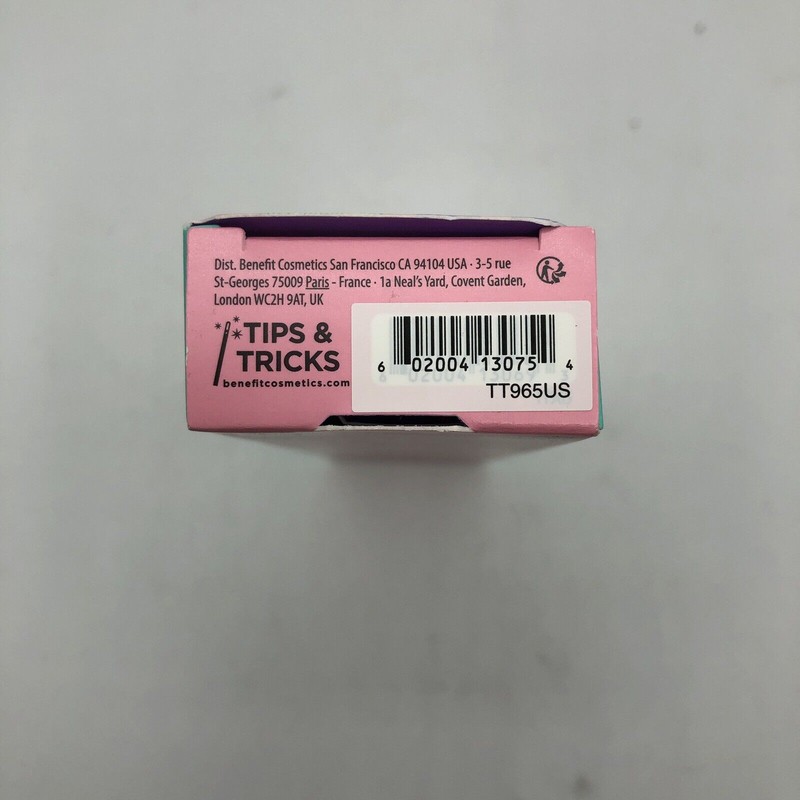 Dist. Benefit Cosmetics San Francisco CA 94104 USA · 3-5 rue
St-Georges 75009 Paris - France · 1a Neal's Yard, Covent Garden,
London WC2H 9AT, UK
TIPS &
TRICKS
benefitcosmetics.com
6 02004 13075 4
TT965US